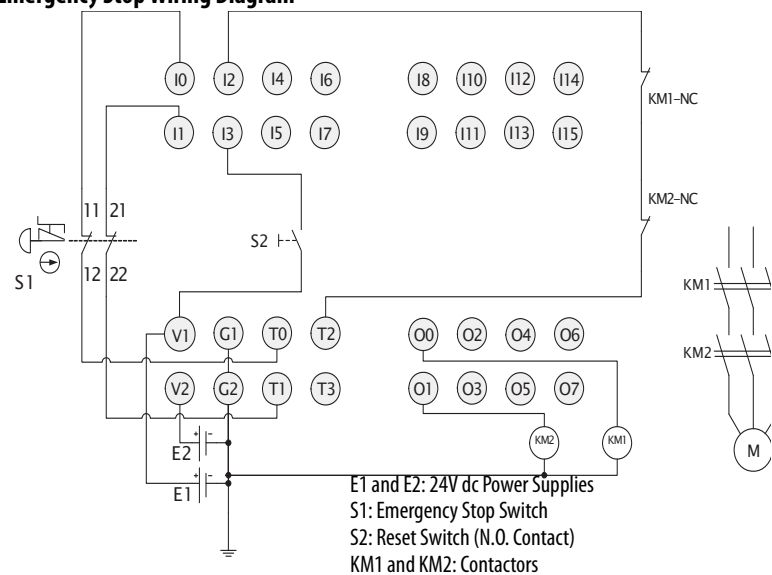 Emergency Stop Wiring Diagram
I0 I2 I4 I6 I8 I10 I12 I14
KM1–NC
I1 I3 I5 I7 I9 I11 I13 I15
KM2–NC
11 21
S2
S1
12 22
KM1
V1 G1 T0 T2 O0 O2 O4 O6
KM2
V2 G2 T1 T3 O1 O3 O5 O7
+ -
E2
KM2 KM1
M
+ -
E1
E1 and E2: 24V dc Power Supplies
S1: Emergency Stop Switch
S2: Reset Switch (N.O. Contact)
KM1 and KM2: Contactors